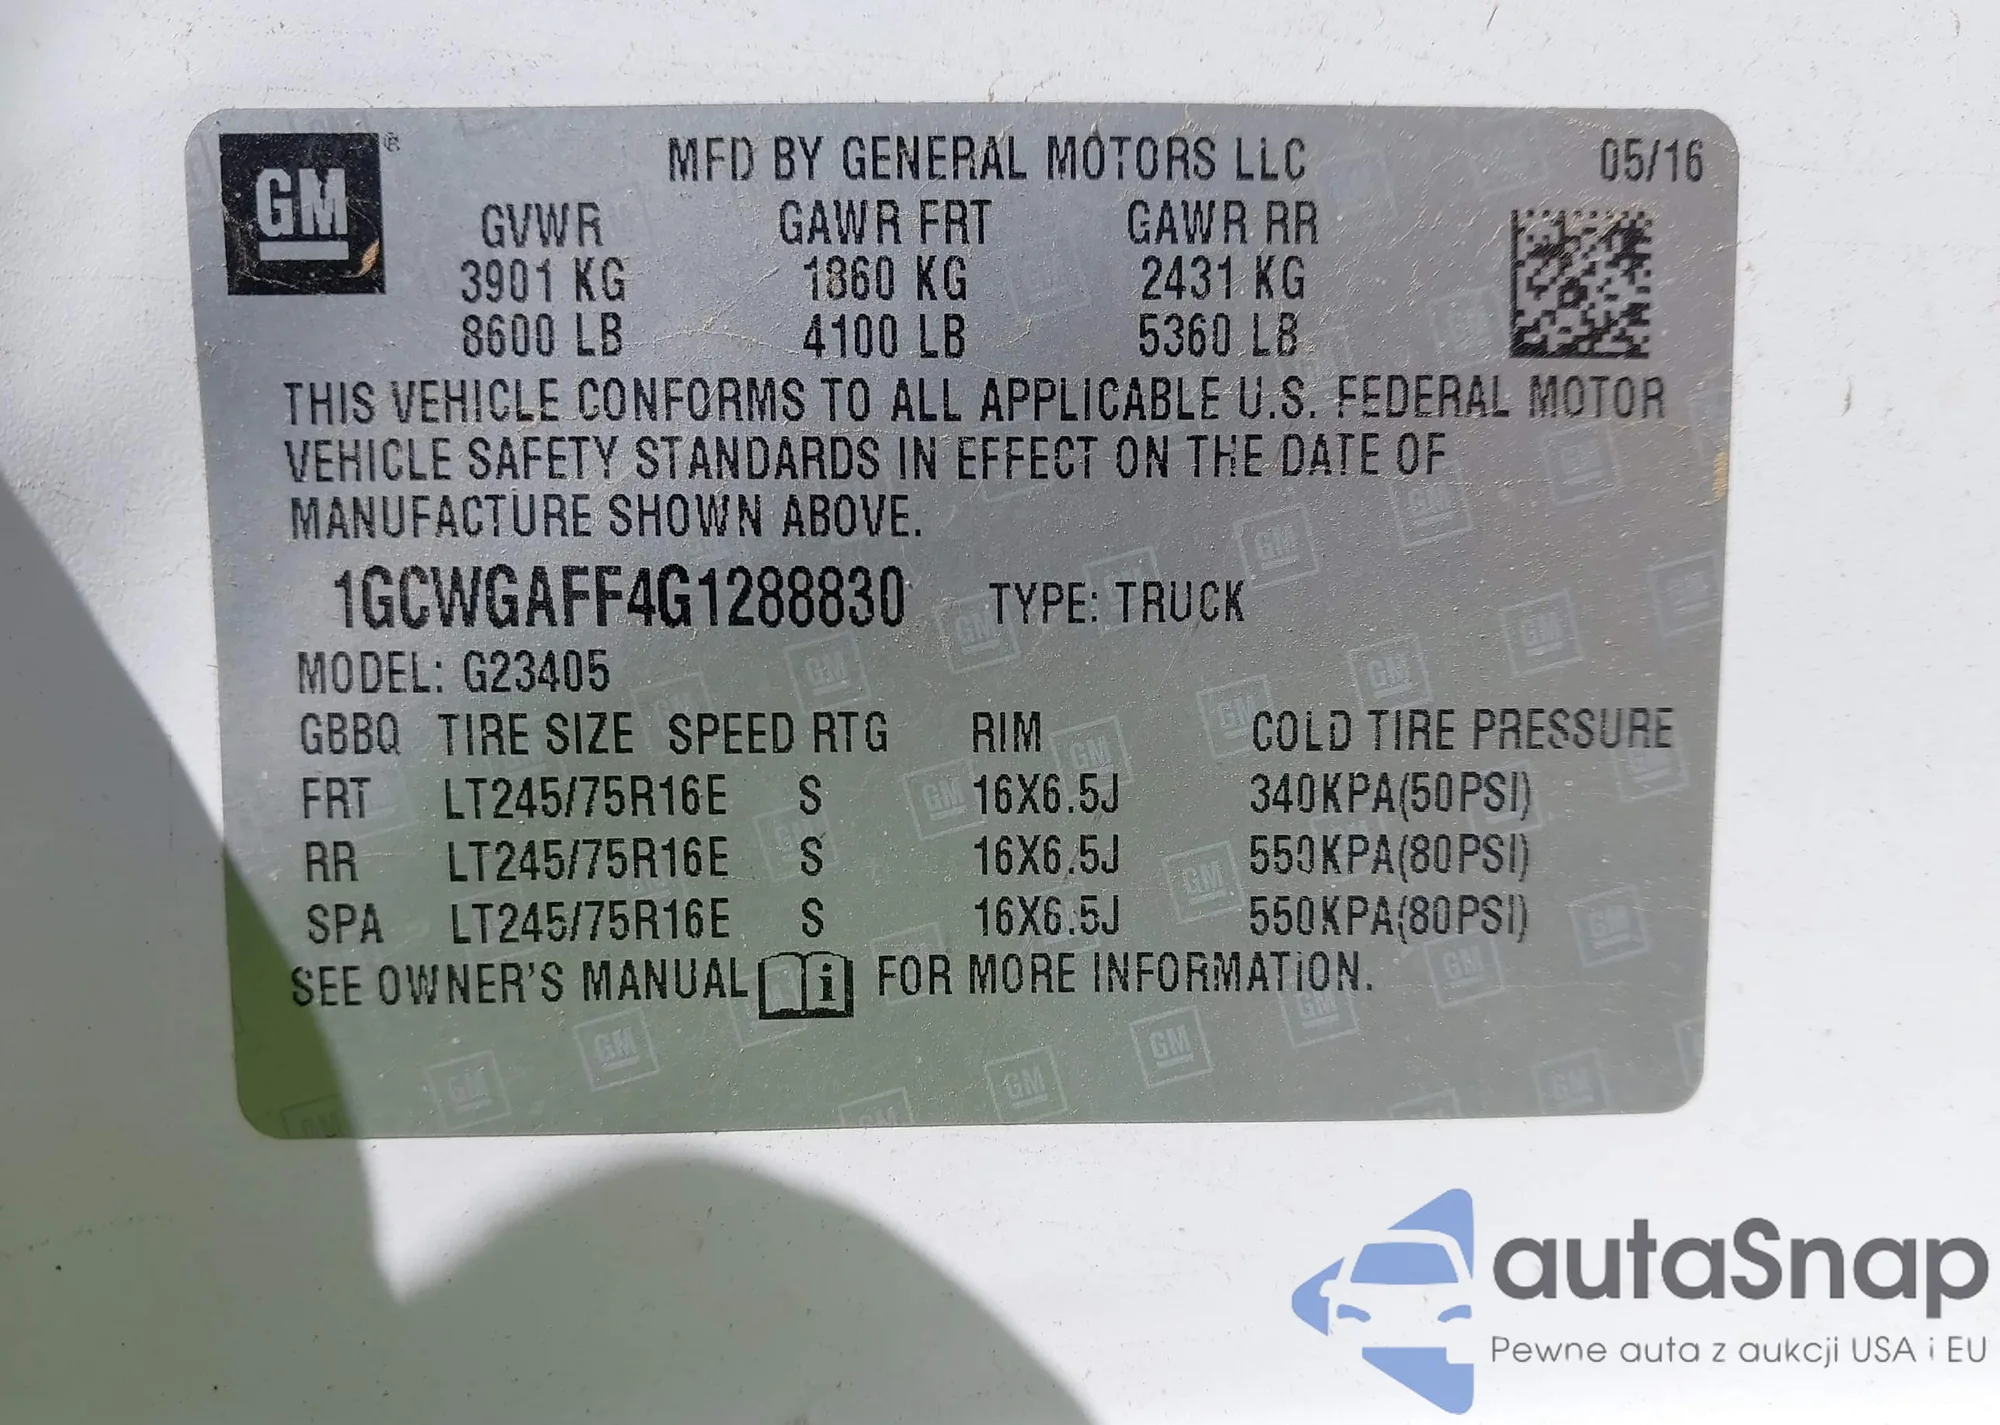 GM ® MFD BY GENERAL MOTORS LLC 05/16
GVWR GAWR FRT GAWR RR
3901 KG 1860 KG 2431 KG
8600 LB 4100 LB 5360 LB
THIS VEHICLE CONFORMS TO ALL APPLICABLE U.S. FEDERAL MOTOR
VEHICLE SAFETY STANDARDS IN EFFECT ON THE DATE OF
MANUFACTURE SHOWN ABOVE.
1GCWGAFF4G1288830 TYPE: TRUCK
MODEL: G23405
GBBQ TIRE SIZE SPEED RTG RIM COLD TIRE PRESSURE
FRT LT245/75R16E S 16X6.5J 340KPA(50PSI)
RR LT245/75R16E S 16X6.5J 550KPA(80PSI)
SPA LT245/75R16E S 16X6.5J 550KPA(80PSI)
SEE OWNER'S MANUAL i FOR MORE INFORMATION.
autaSnap
Pewne auta z aukcji USA i EU